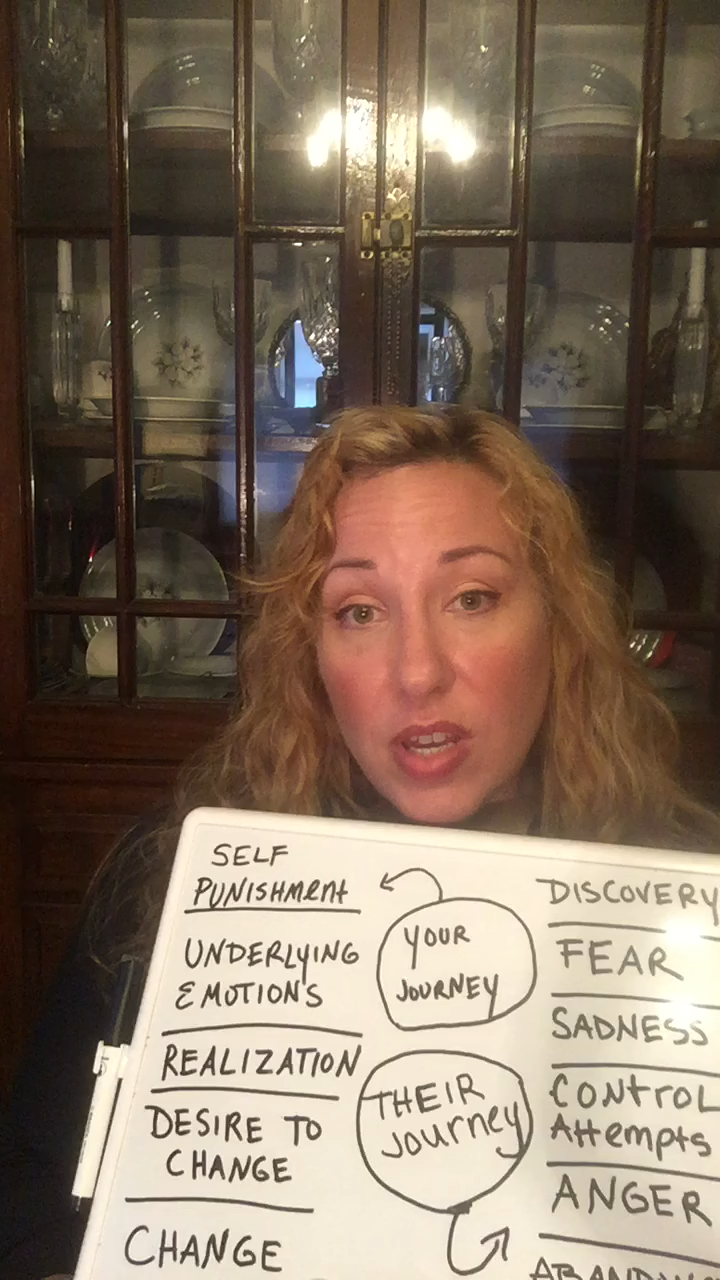 SELF
PUNISHMENT
UNDERLYING
EMOTIONS
REALIZATION
DESIRE TO
CHANGE
CHANGE
YOUR
JOURNEY
THEIR
Journey
DISCOVERY
FEAR
SADNESS
CONTROL
Attempts
ANGER